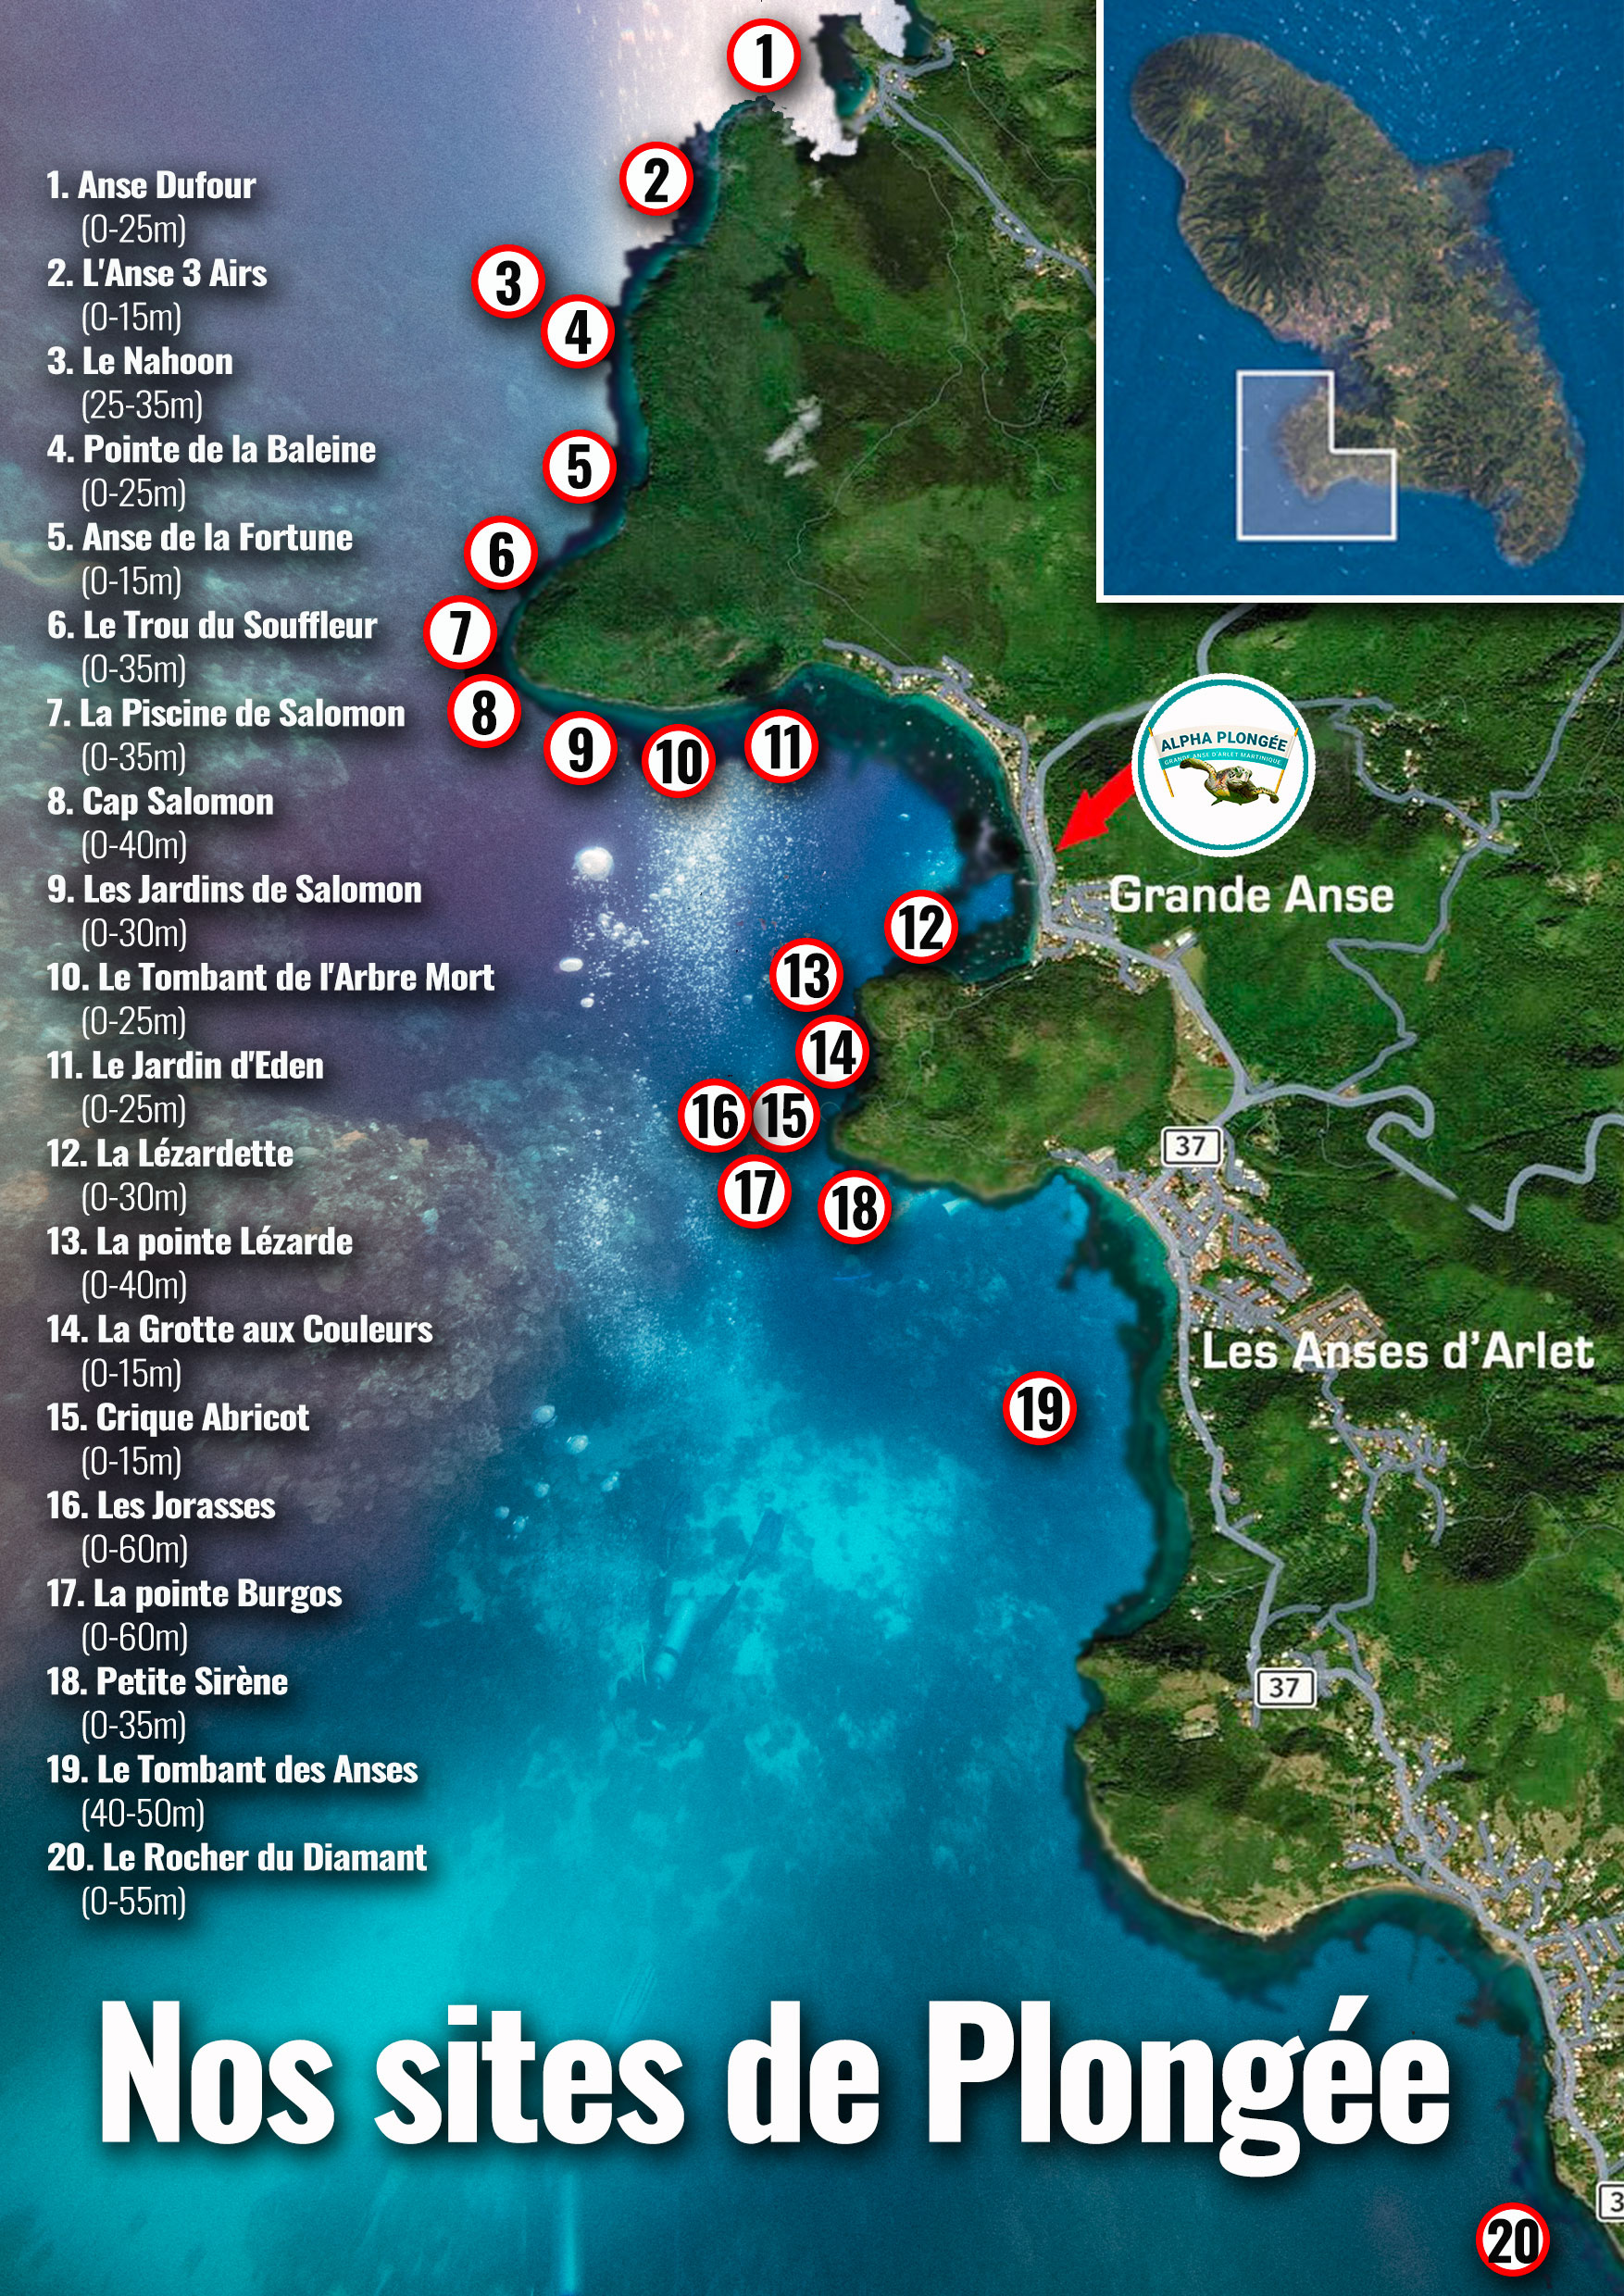 1. Anse Dufour
(0-25m)
2. L'Anse 3 Airs
(0-15m)
3. Le Nahoon
(25-35m)
4. Pointe de la Baleine
(0-25m)
5. Anse de la Fortune
(0-15m)
6. Le Trou du Souffleur
(0-35m)
7. La Piscine de Salomon
(0-35m)
8. Cap Salomon
(0-40m)
9. Les Jardins de Salomon
(0-30m)
10. Le Tombant de l'Arbre Mort
(0-25m)
11. Le Jardin d'Eden
(0-25m)
12. La Lézardette
(0-30m)
13. La pointe Lézarde
(0-40m)
14. La Grotte aux Couleurs
(0-15m)
15. Crique Abricot
(0-15m)
16. Les Jorasses
(0-60m)
17. La pointe Burgos
(0-60m)
18. Petite Sirène
(0-35m)
19. Le Tombant des Anses
(40-50m)
20. Le Rocher du Diamant
(0-55m)
1
2
3
4
5
6
7
8
9
10
11
ALPHA PLONGÉE
GRANDE ANSE D'ARLET MARTINIQUE
Grande Anse
12
13
14
16
15
37
17
18
Les Anses d'Arlet
19
37
Nos sites de Plongée
3
20